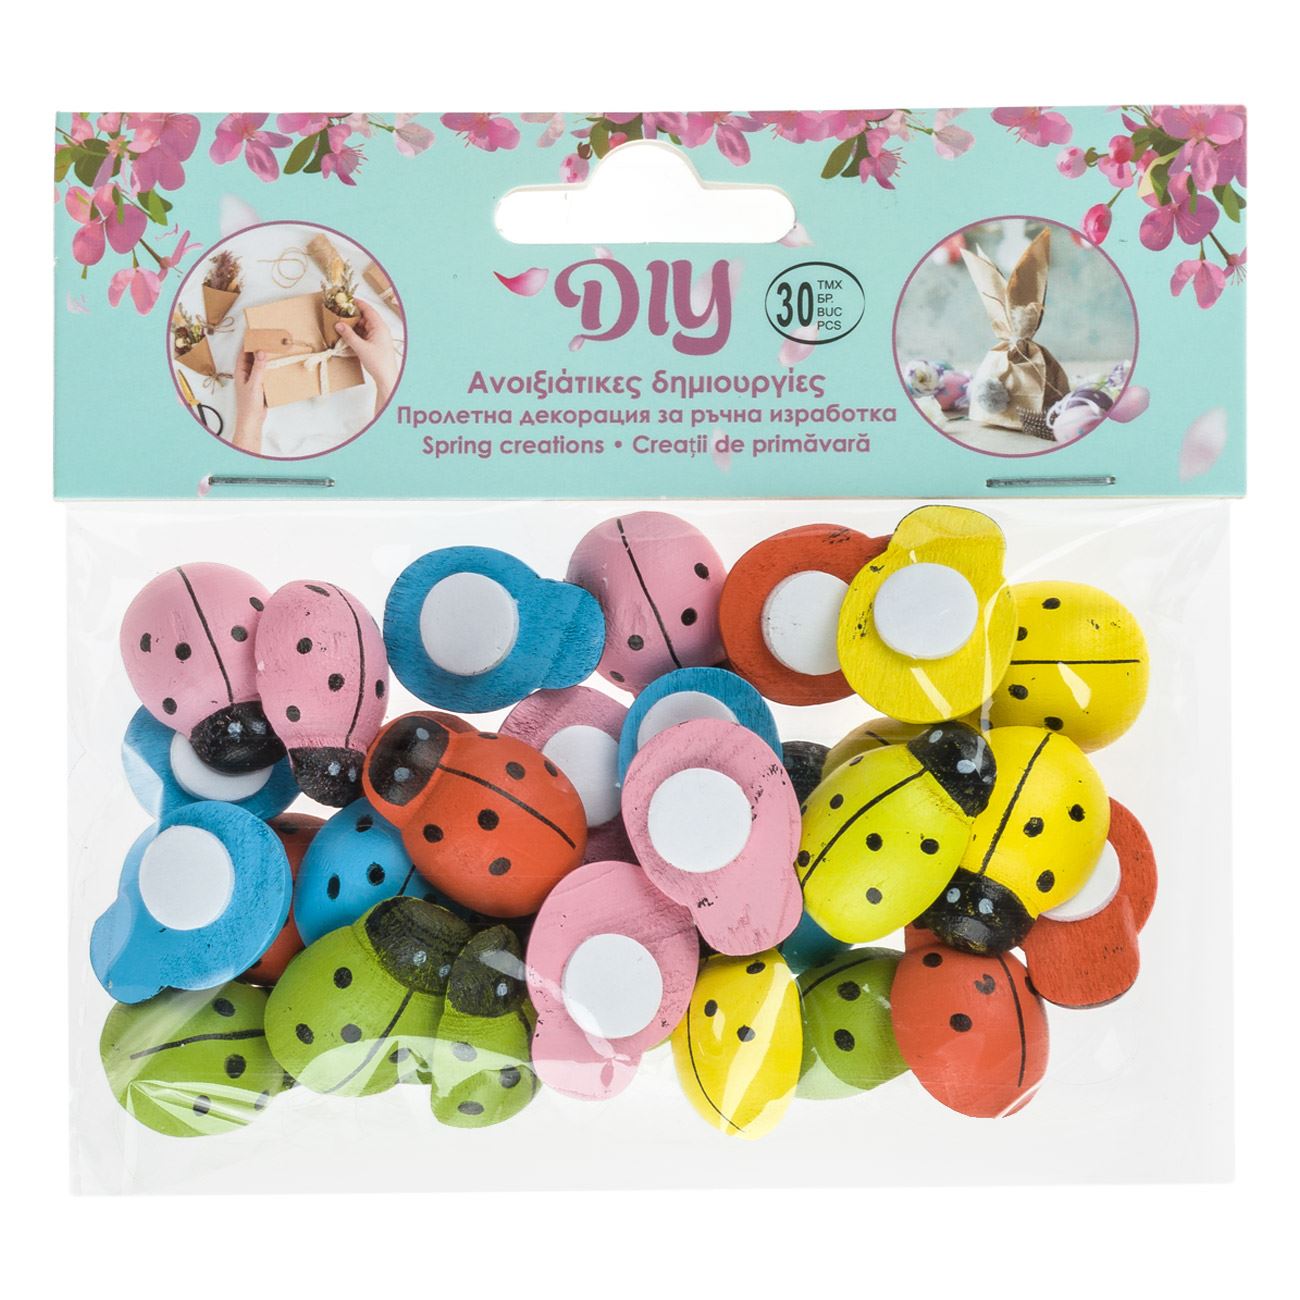 DIY
30
ΤΜΧ
БР.
BUC
PCS
Ανοιξιάτικες δημιουργίες
Пролетна декорация за ръчна изработка
Spring creations • Creații de primăvară